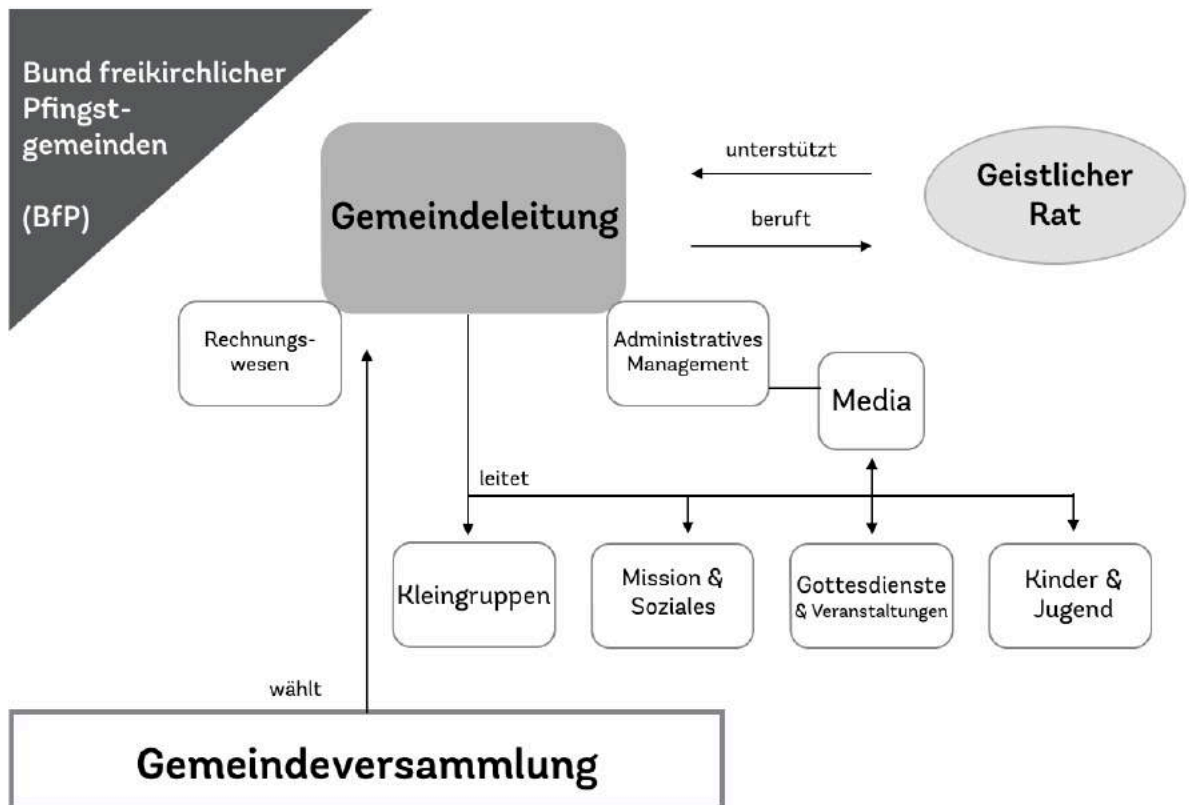 Bund freikirchlicher
Pfingst-
gemeinden
(BfP)
Gemeindeleitung
unterstützt
beruft
Geistlicher
Rat
Rechnungs-
wesen
Administratives
Management
Media
leitet
Kleingruppen
Mission &
Soziales
Gottesdienste
& Veranstaltungen
Kinder &
Jugend
wählt
Gemeindeversammlung